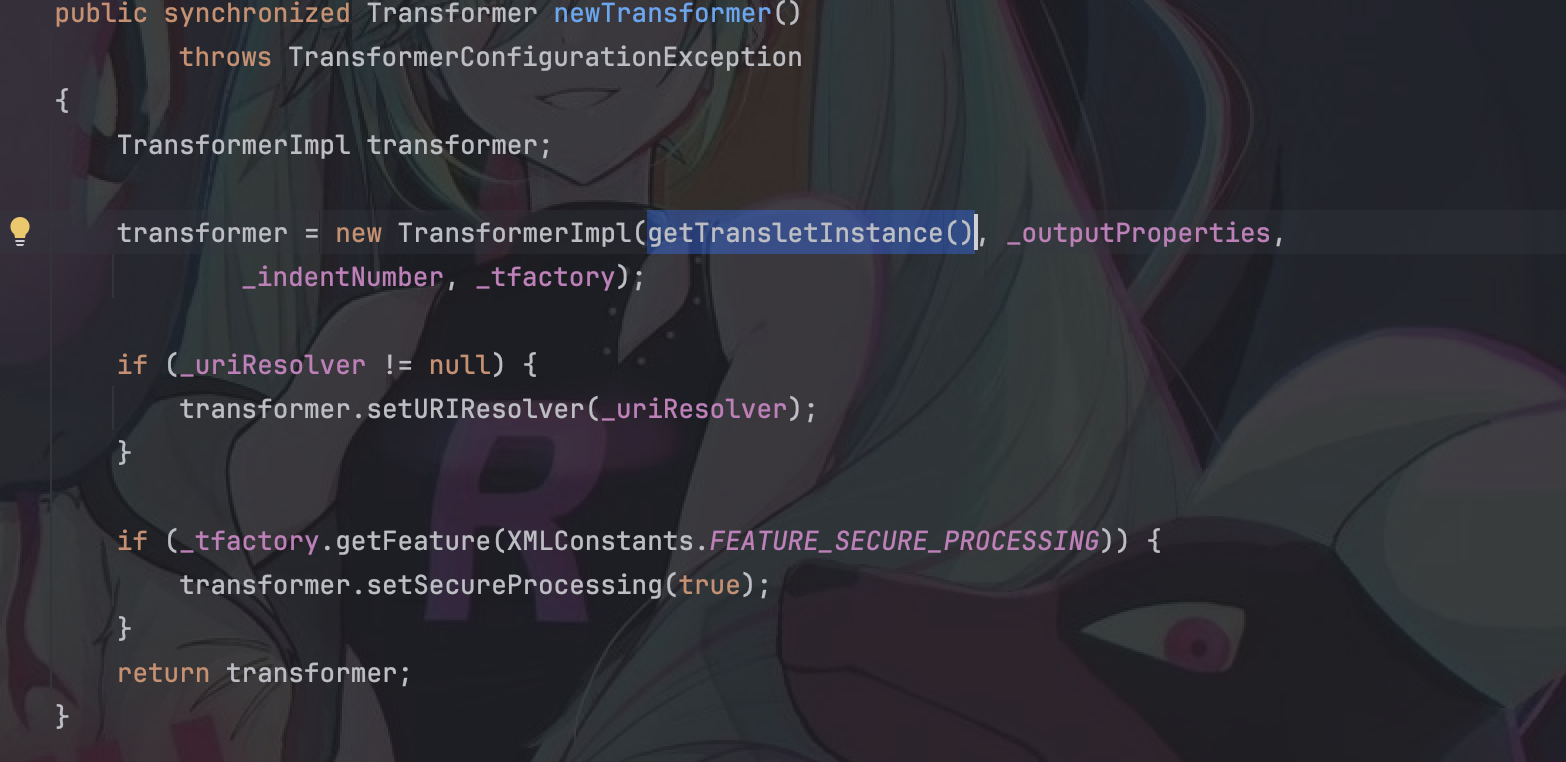 public synchronized Transformer newTransformer()
throws TransformerConfigurationException
{
TransformerImpl transformer;
transformer = new TransformerImpl(getTransletInstance(), _outputProperties,
_indentNumber, _tfactory);
if (_uriResolver != null) {
transformer.setURIResolver(_uriResolver);
}
if (_tfactory.getFeature(XMLConstants.FEATURE_SECURE_PROCESSING)) {
transformer.setSecureProcessing(true);
}
return transformer;
}
R